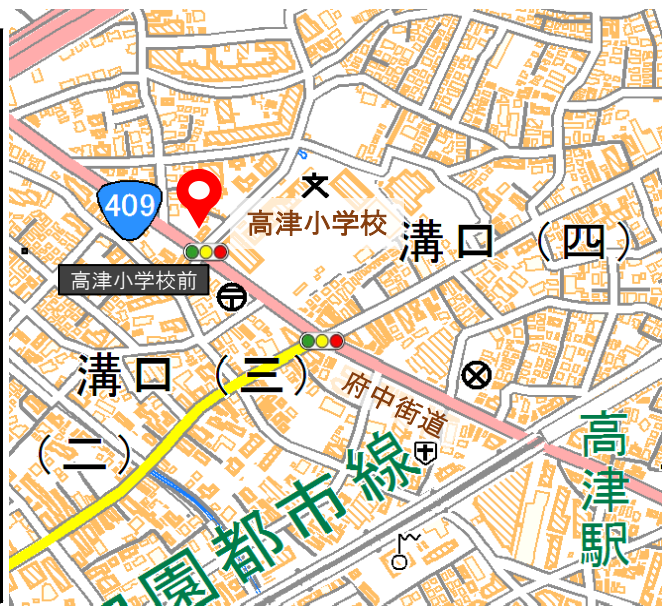 409
高津小学校
溝口（四）
高津小学校前
溝口（三）
府中街道
（二）
園都市線
高津駅